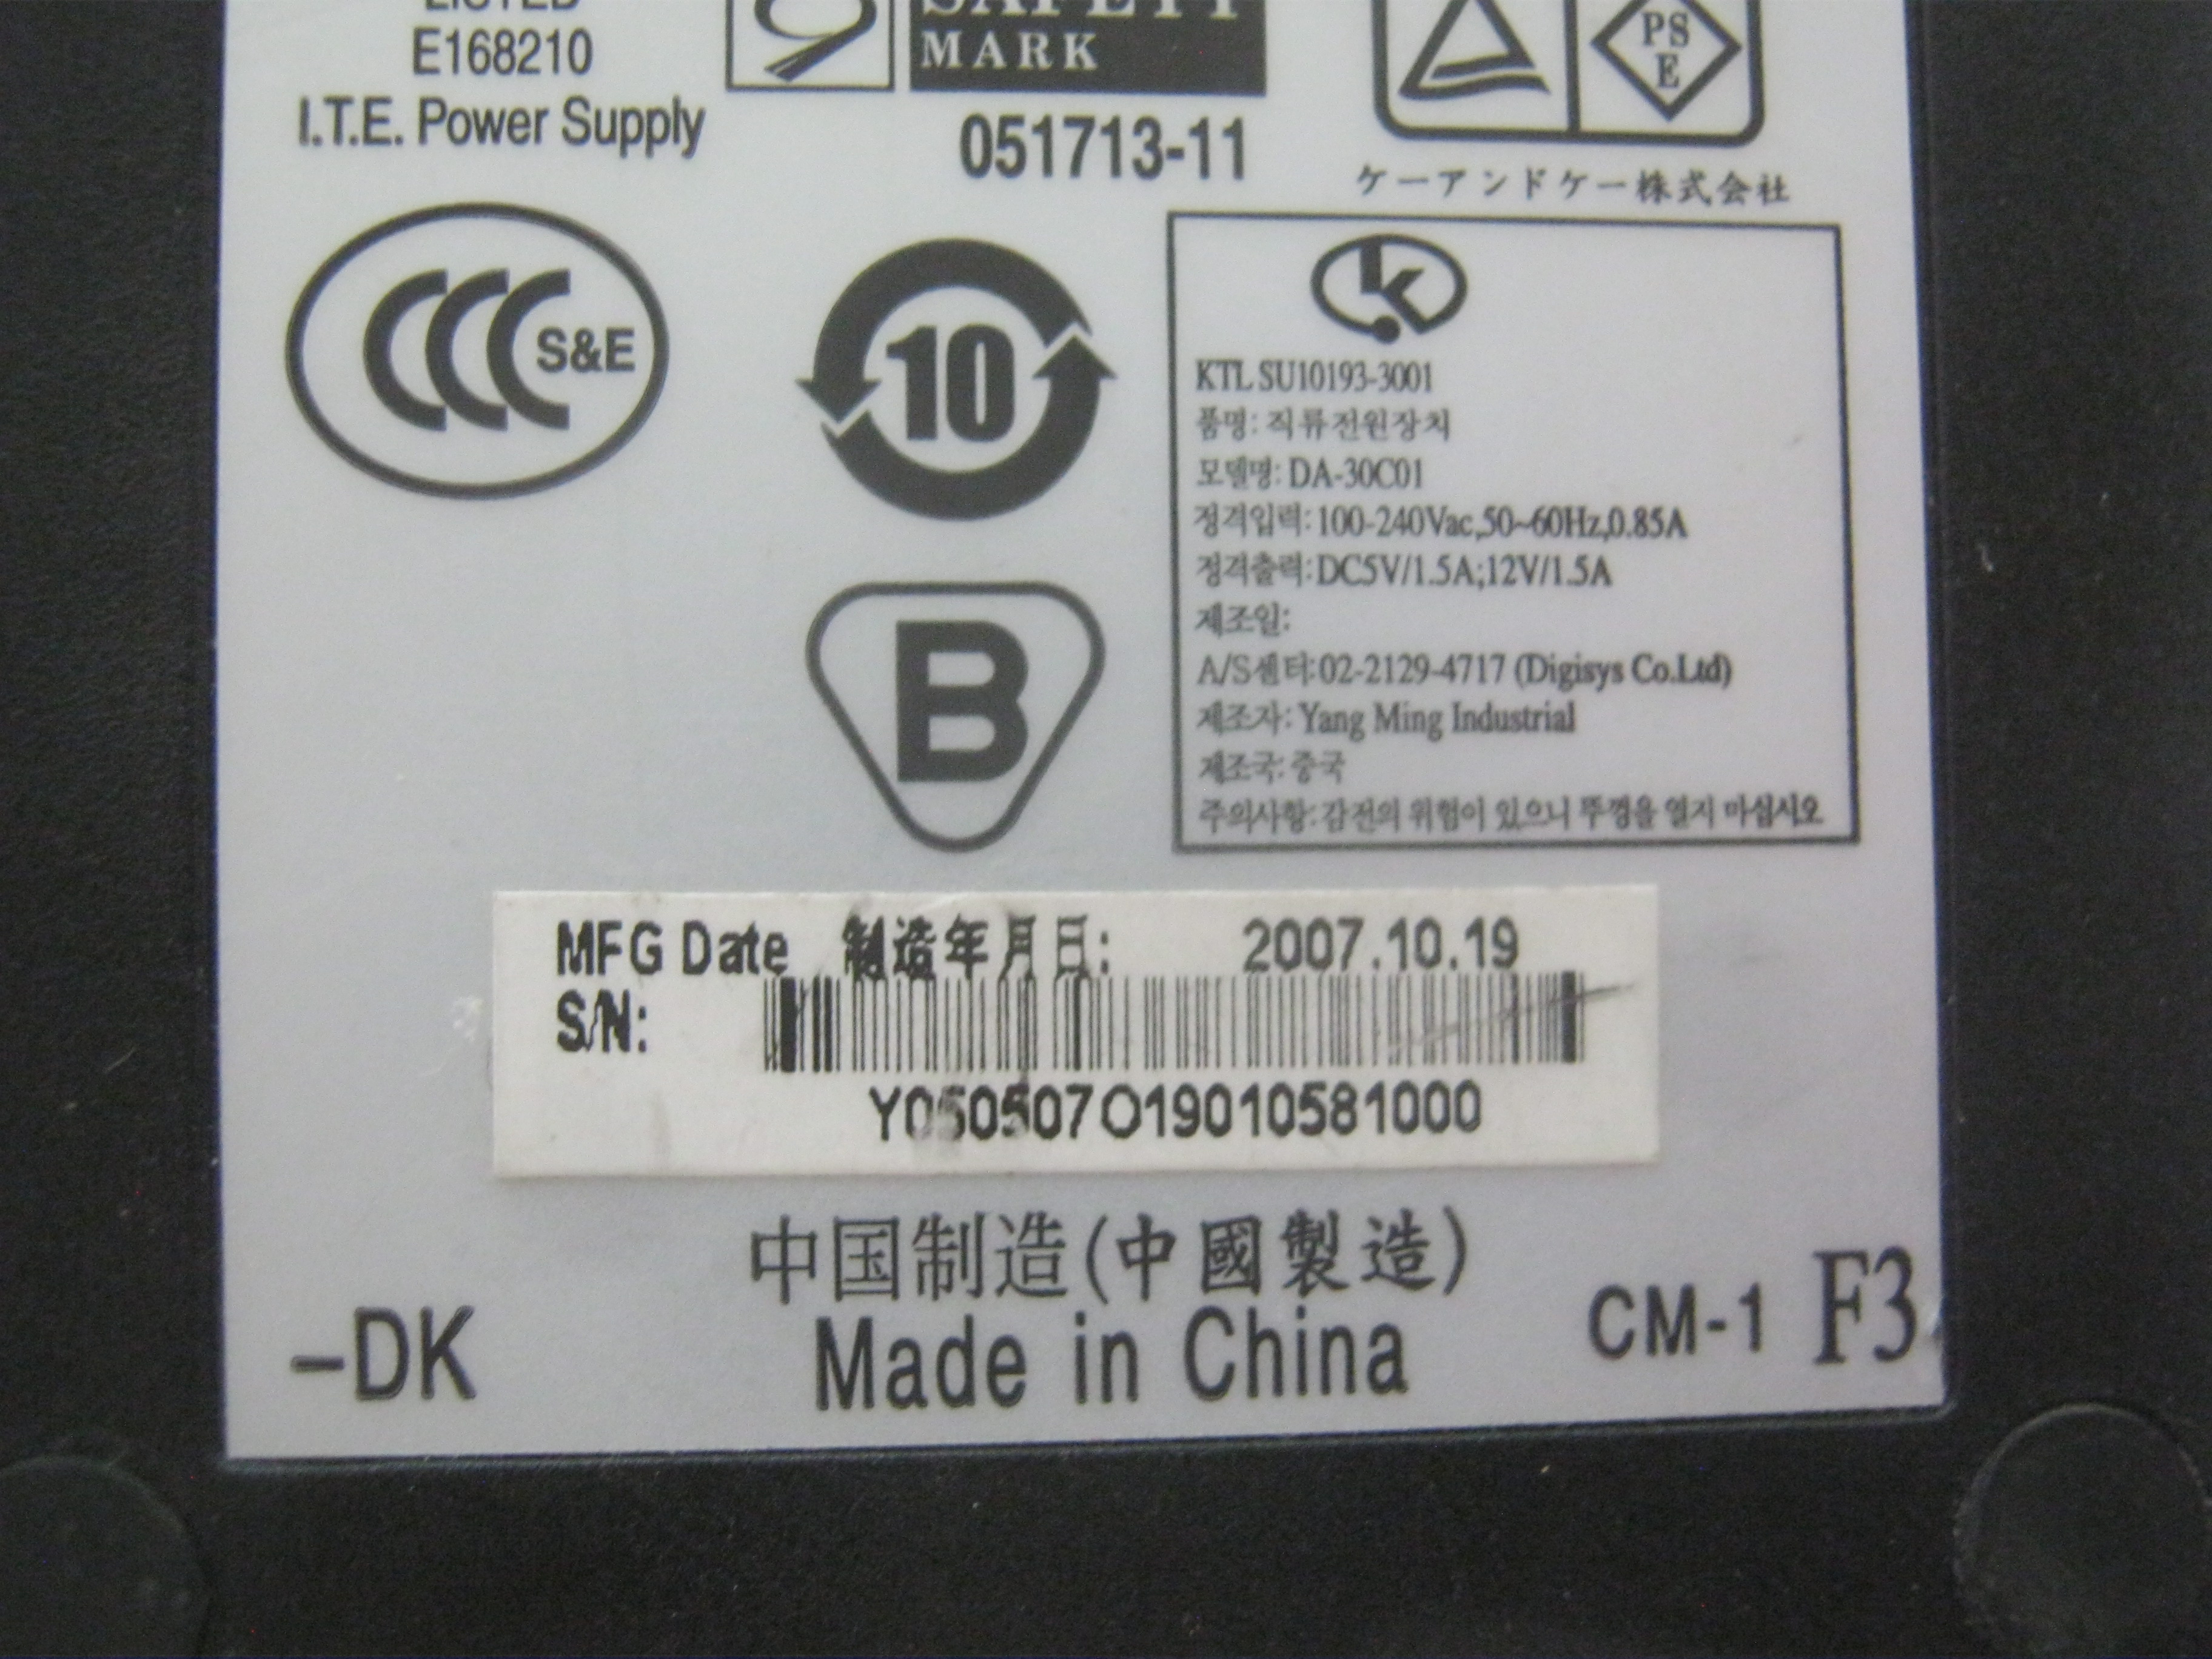 LISTED
E168210
I.T.E. Power Supply
SAFETY
MARK
051713-11
PS
E
ケーアンドケー株式会社
S&E
10
B
KTL SU10193-3001
품명: 직류전원장치
모델명: DA-30C01
정격입력: 100-240Vac,50~60Hz,0.85A
정격출력: DC5V/1.5A;12V/1.5A
제조일:
A/S센터: 02-2129-4717 (Digisys Co.Ltd)
제조자: Yang Ming Industrial
제조국: 중국
주의사항: 감전의 위험이 있으니 뚜껑을 열지 마십시오
MFG Date 制造年月日: 2007.10.19
S/N:
Y050507O19010581000
中国制造(中國製造)
Made in China
–DK
CM-1 F3